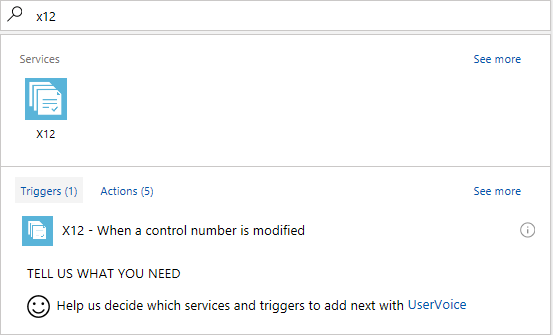 x12
Services See more
X12
Triggers (1) Actions (5) See more
X12 - When a control number is modified
TELL US WHAT YOU NEED
Help us decide which services and triggers to add next with UserVoice